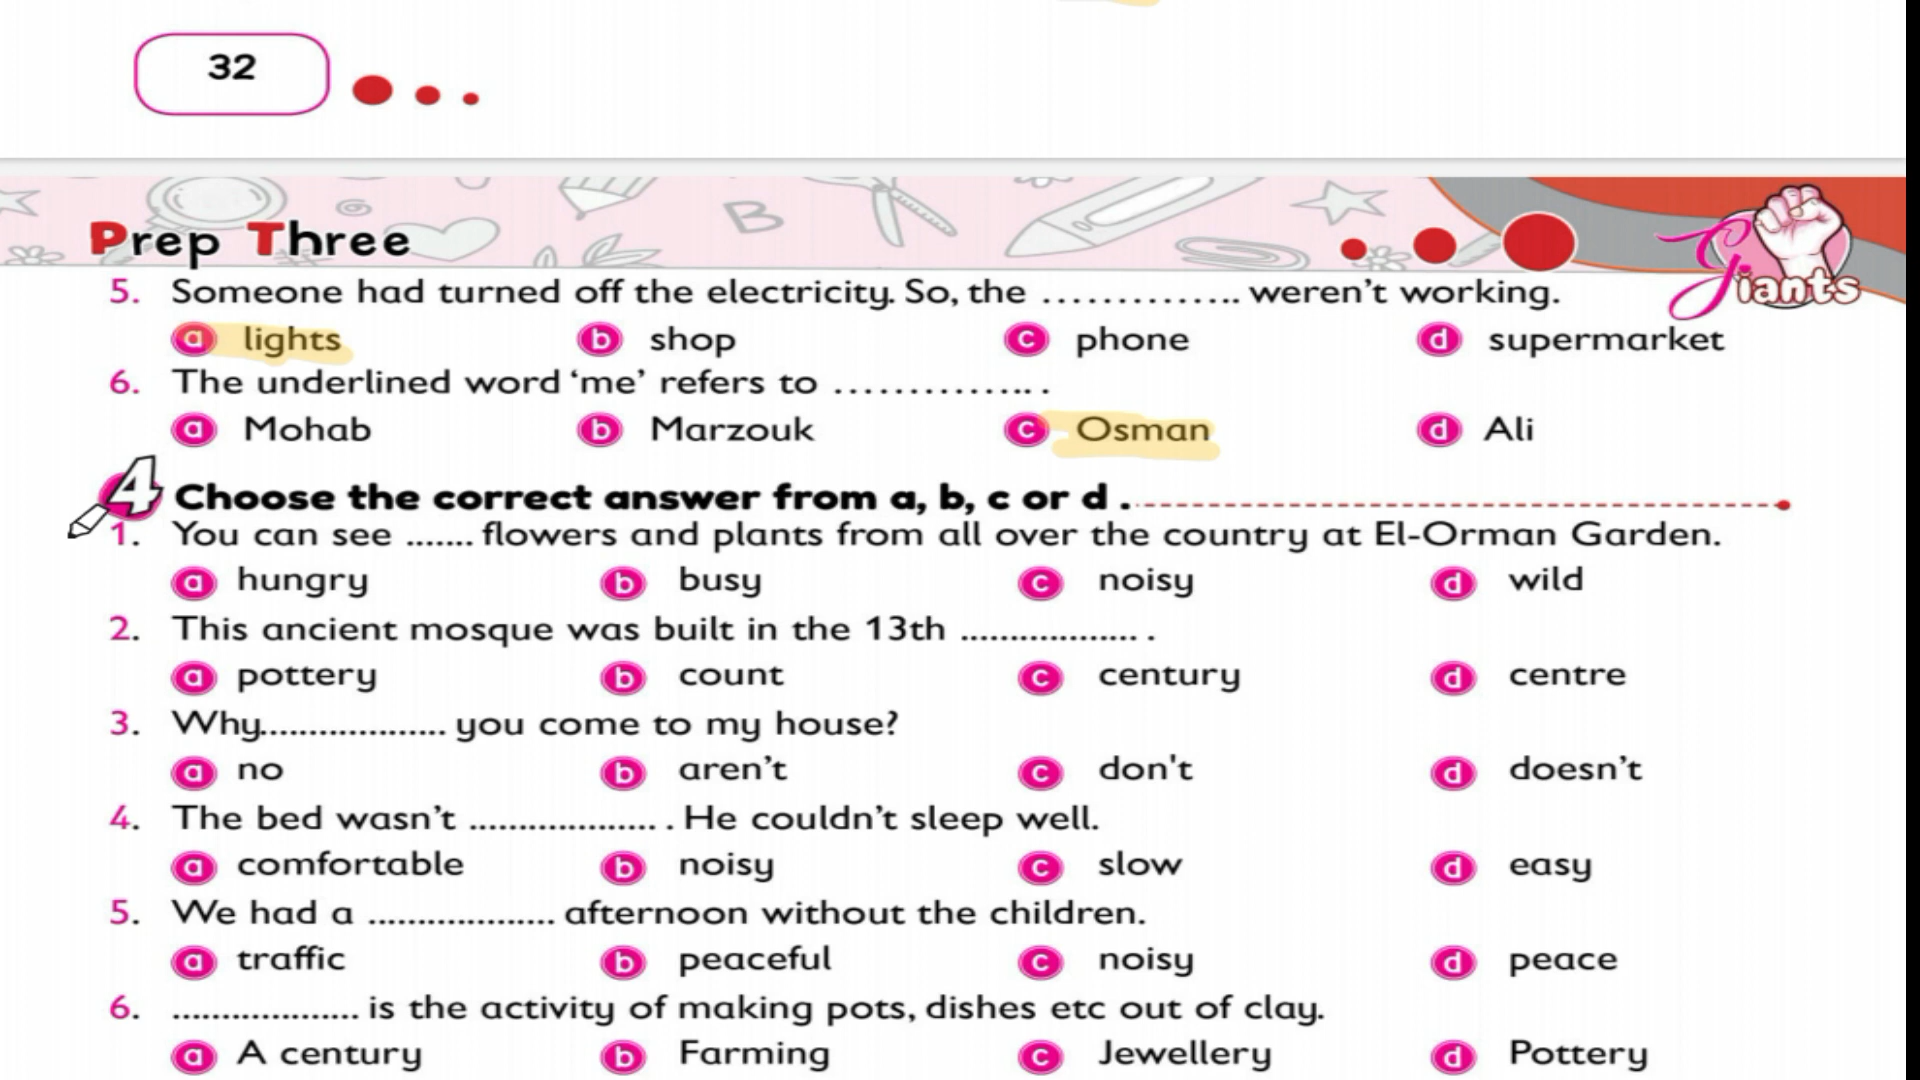 32
Prep Three
Giants
B
5. Someone had turned off the electricity. So, the ............... weren't working.
a lights b shop c phone d supermarket
6. The underlined word 'me' refers to ............... .
a Mohab b Marzouk c Osman d Ali
4 Choose the correct answer from a, b, c or d .
1. You can see ....... flowers and plants from all over the country at El-Orman Garden.
a hungry b busy c noisy d wild
2. This ancient mosque was built in the 13th .................. .
a pottery b count c century d centre
3. Why................... you come to my house?
a no b aren't c don't d doesn't
4. The bed wasn't ................... . He couldn't sleep well.
a comfortable b noisy c slow d easy
5. We had a ................... afternoon without the children.
a traffic b peaceful c noisy d peace
6. ................... is the activity of making pots, dishes etc out of clay.
a A century b Farming c Jewellery d Pottery